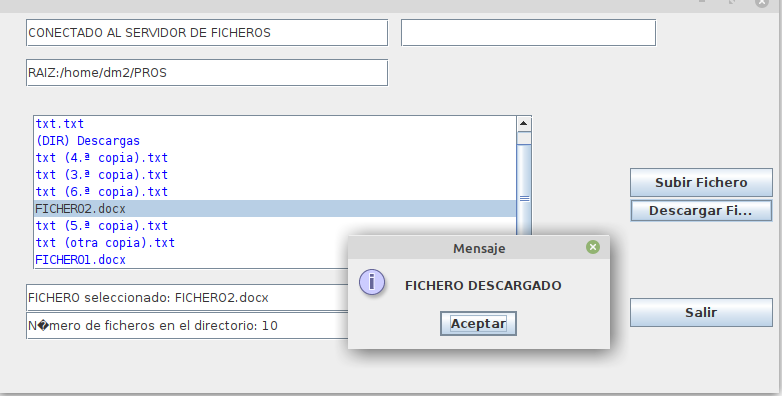 CONECTADO AL SERVIDOR DE FICHEROS
RAIZ:/home/dm2/PROS
txt.txt
(DIR) Descargas
txt (4.ª copia).txt
txt (3.ª copia).txt
txt (6.ª copia).txt
FICHERO2.docx
txt (5.ª copia).txt
txt (otra copia).txt
FICHERO1.docx
Subir Fichero
Descargar Fi...
Mensaje
FICHERO DESCARGADO
Aceptar
FICHERO seleccionado: FICHERO2.docx
N�mero de ficheros en el directorio: 10
Salir